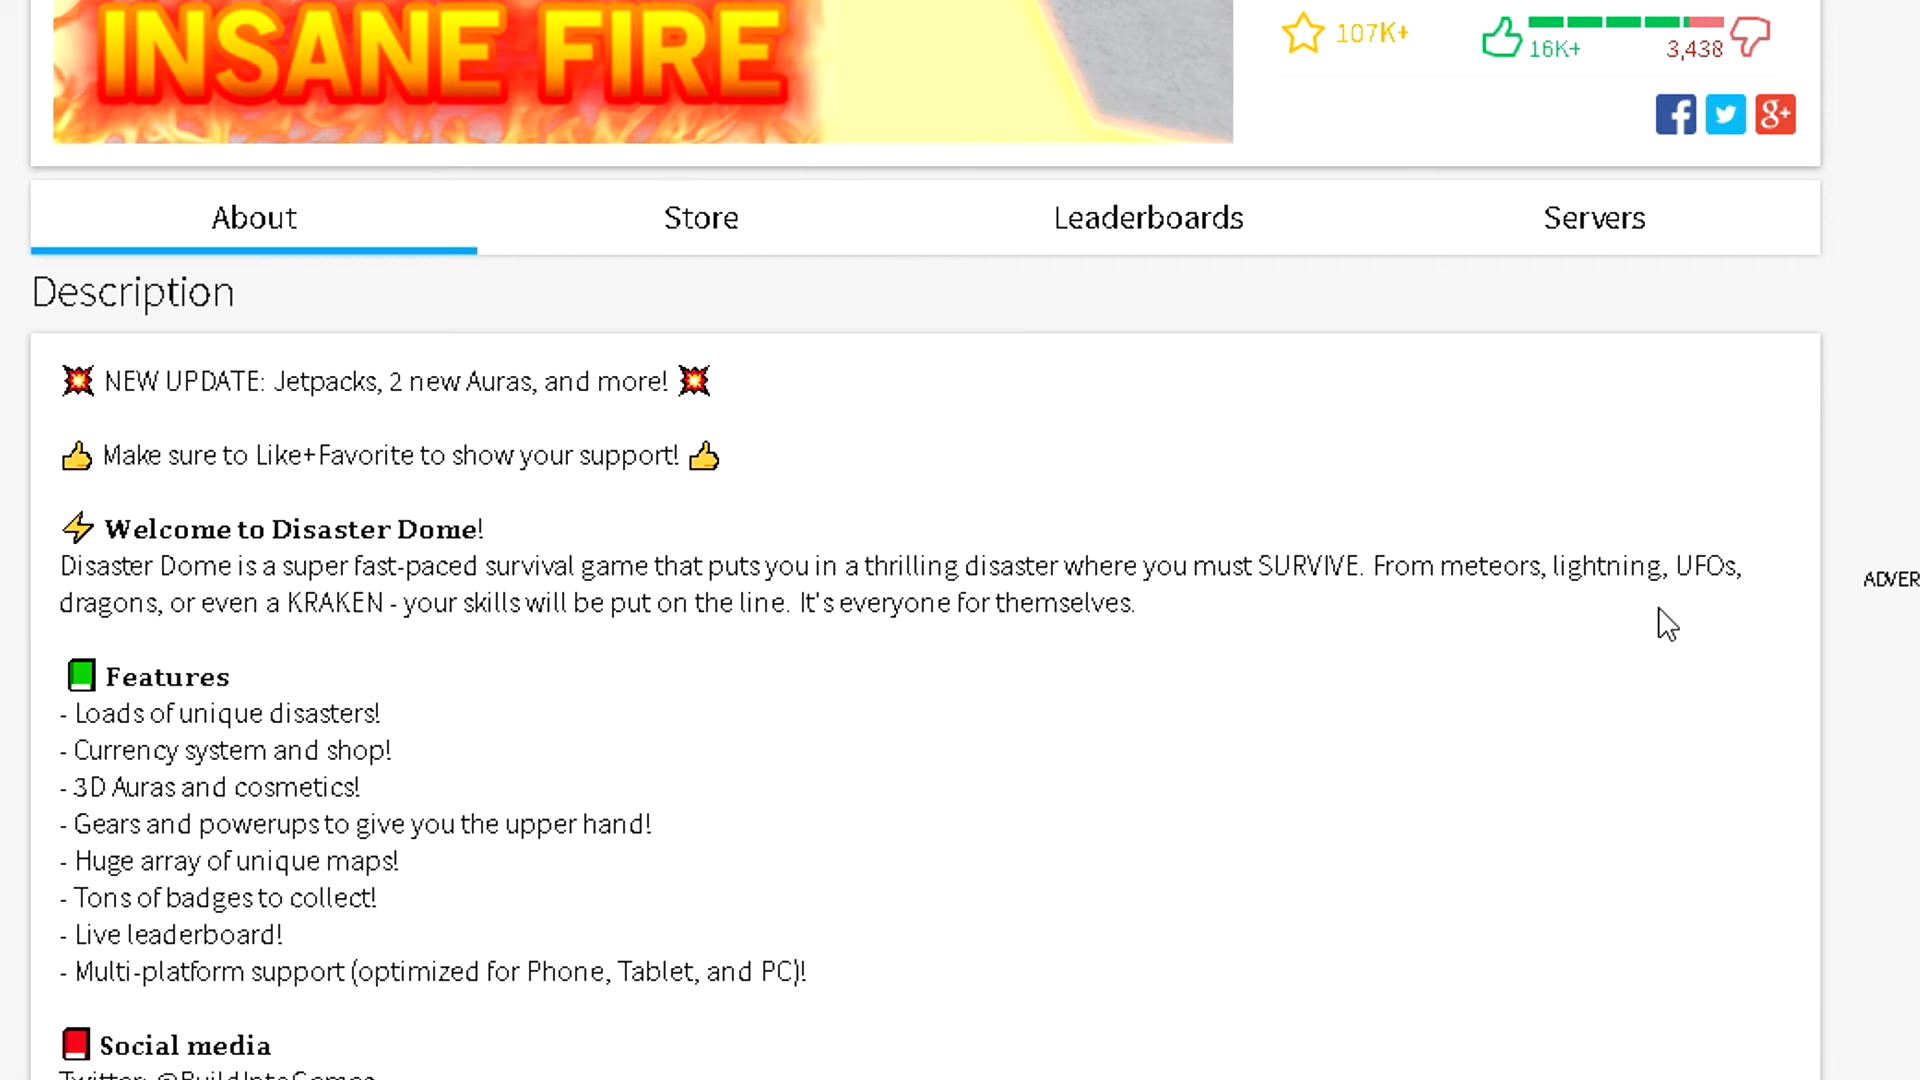 INSANE FIRE
107K+
16K+
3,438
About
Store
Leaderboards
Servers
Description
💥 NEW UPDATE: Jetpacks, 2 new Auras, and more! 💥
👍 Make sure to Like+Favorite to show your support! 👍
⚡ Welcome to Disaster Dome!
Disaster Dome is a super fast-paced survival game that puts you in a thrilling disaster where you must SURVIVE. From meteors, lightning, UFOs,
dragons, or even a KRAKEN - your skills will be put on the line. It's everyone for themselves.
ADVER
📗 Features
- Loads of unique disasters!
- Currency system and shop!
- 3D Auras and cosmetics!
- Gears and powerups to give you the upper hand!
- Huge array of unique maps!
- Tons of badges to collect!
- Live leaderboard!
- Multi-platform support (optimized for Phone, Tablet, and PC)!
📕 Social media
Twitter: @BuildIntoGames